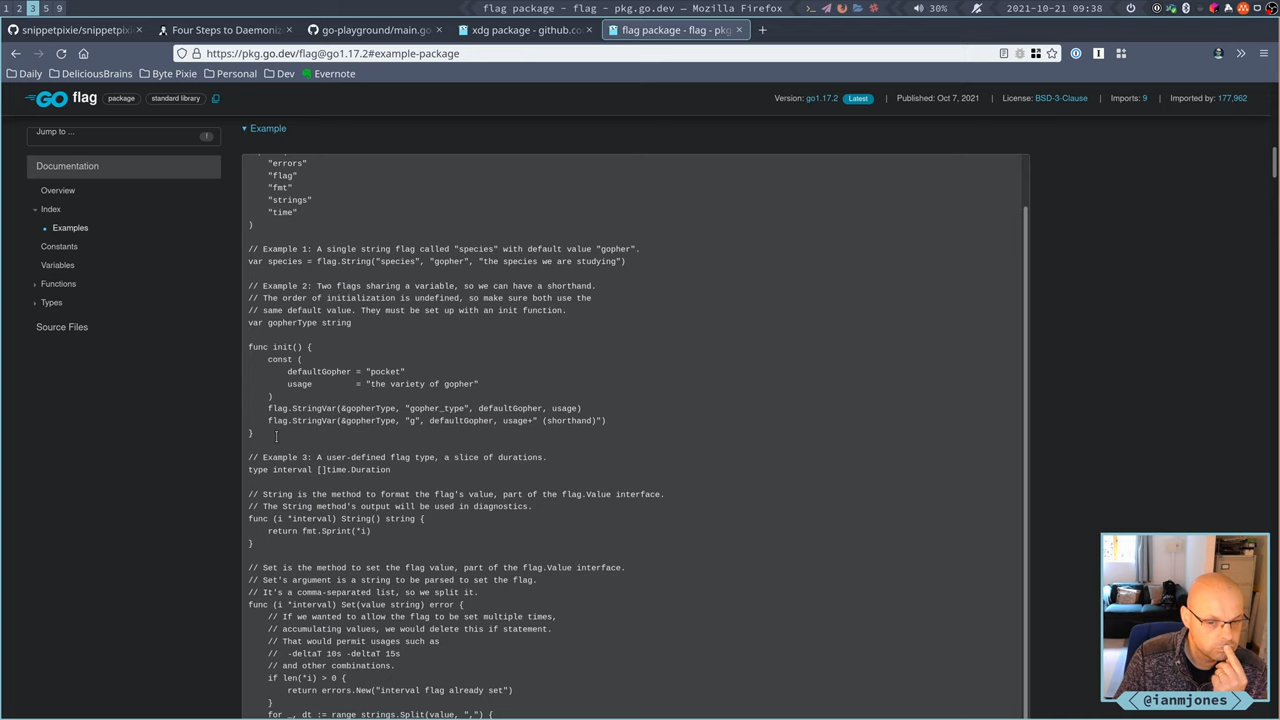 1 2 3 5 9
flag package - flag - pkg.go.dev — Mozilla Firefox
30%
2021-10-21 09:38
snippetpixie/snippetpixi
Four Steps to Daemoniz
go-playground/main.go
xdg package - github.co
flag package - flag - pkg
https://pkg.go.dev/flag@go1.17.2#example-package
Daily
DeliciousBrains
Byte Pixie
Personal
Dev
Evernote
GO flag
package
standard library
Version: go1.17.2 Latest
Published: Oct 7, 2021
License: BSD-3-Clause
Imports: 9
Imported by: 177,962
Jump to ...
Documentation
Overview
Index
Examples
Constants
Variables
Functions
Types
Source Files
Example
"errors"
"flag"
"fmt"
"strings"
"time"
)
// Example 1: A single string flag called "species" with default value "gopher".
var species = flag.String("species", "gopher", "the species we are studying")
// Example 2: Two flags sharing a variable, so we can have a shorthand.
// The order of initialization is undefined, so make sure both use the
// same default value. They must be set up with an init function.
var gopherType string
func init() {
const (
defaultGopher = "pocket"
usage         = "the variety of gopher"
)
flag.StringVar(&gopherType, "gopher_type", defaultGopher, usage)
flag.StringVar(&gopherType, "g", defaultGopher, usage+" (shorthand)")
}
// Example 3: A user-defined flag type, a slice of durations.
type interval []time.Duration
// String is the method to format the flag's value, part of the flag.Value interface.
// The String method's output will be used in diagnostics.
func (i *interval) String() string {
return fmt.Sprint(*i)
}
// Set is the method to set the flag value, part of the flag.Value interface.
// Set's argument is a string to be parsed to set the flag.
// It's a comma-separated list, so we split it.
func (i *interval) Set(value string) error {
// If we wanted to allow the flag to be set multiple times,
// accumulating values, we would delete this if statement.
// That would permit usages such as
//	-deltaT 10s -deltaT 15s
// and other combinations.
if len(*i) > 0 {
return errors.New("interval flag already set")
}
for _, dt := range strings.Split(value, ",") {
@ianmjones